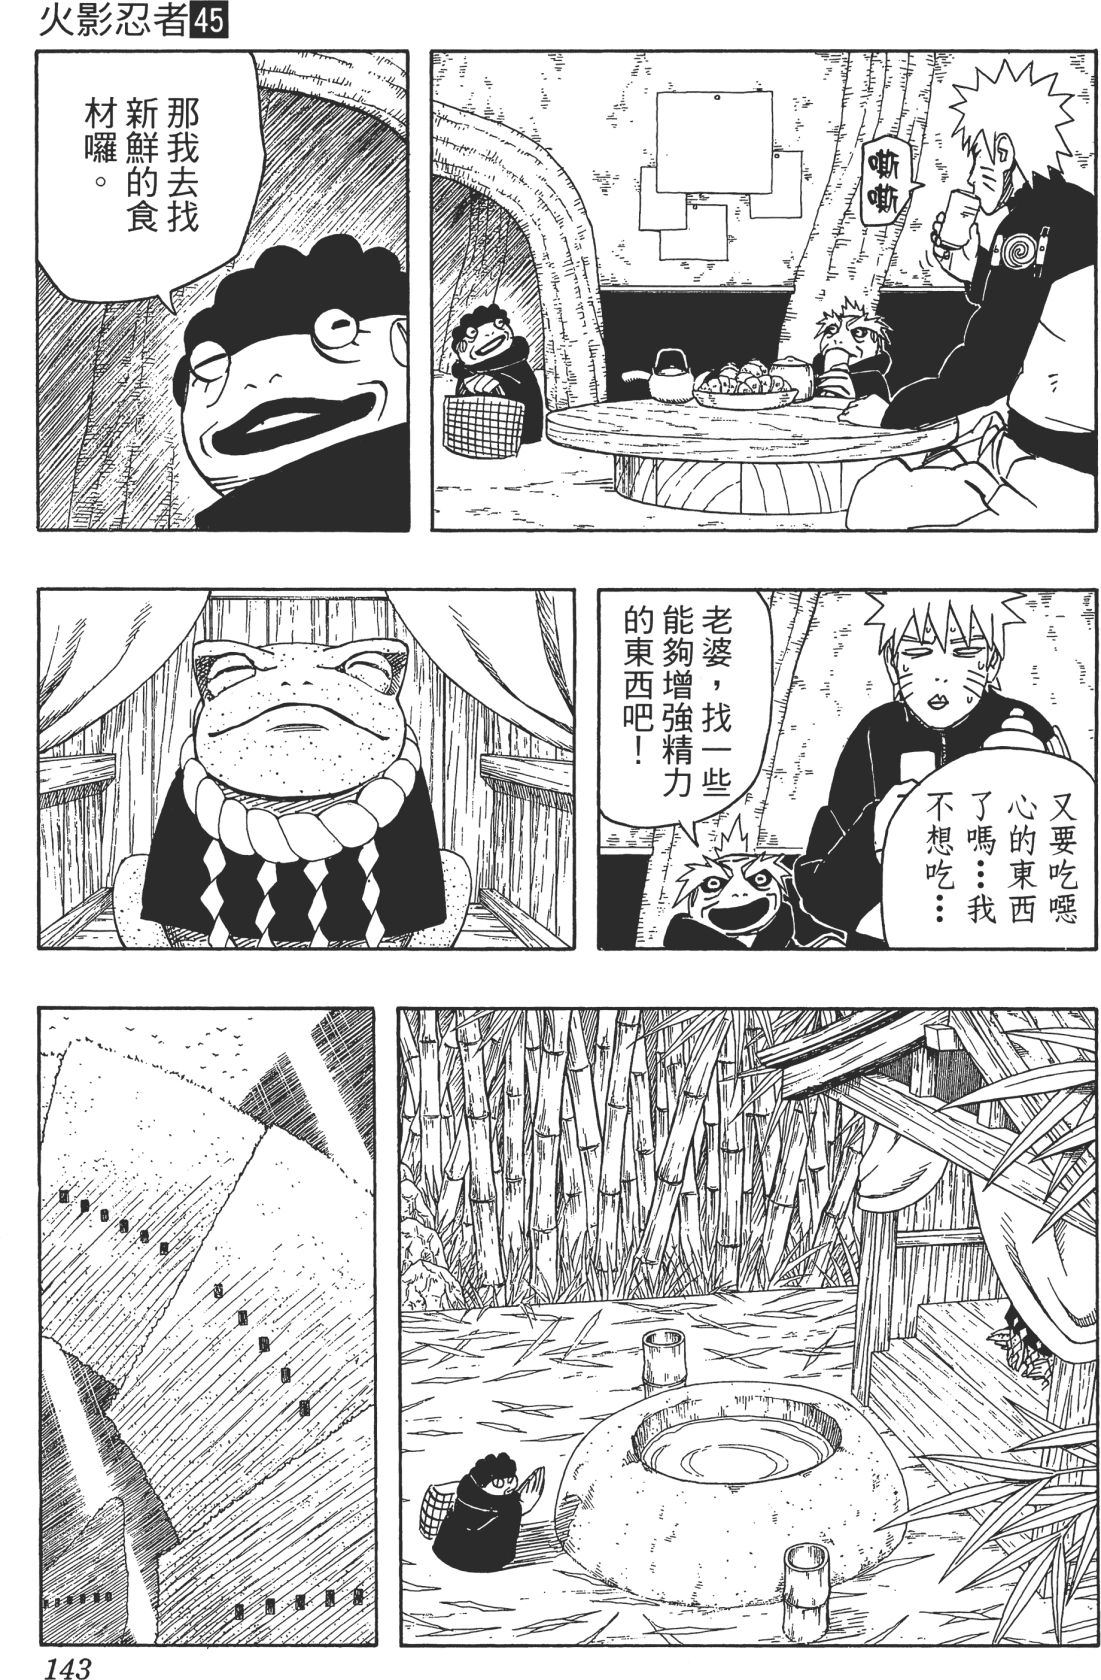 火影忍者45
嘶
嘶
那我去找
新鮮的食
材囉。
又要吃噁
心的東西
了嗎…我
不想吃…
老婆，找一些
能夠增強精力
的東西吧！
143